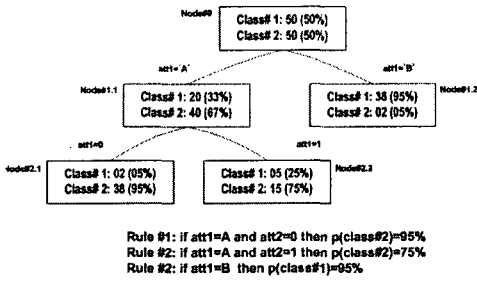 Node#0
Class# 1: 50 (50%)
Class# 2: 50 (50%)
att1='A'
att1='B'
Node#1.1
Class# 1: 20 (33%)
Class# 2: 40 (67%)
Class# 1: 38 (95%)
Class# 2: 02 (05%)
Node#1.2
att1=0
att1=1
Node#2.1
Class# 1: 02 (05%)
Class# 2: 38 (95%)
Class# 1: 05 (25%)
Class# 2: 15 (75%)
Node#2.2
Rule #1: if att1=A and att2=0 then p(class#2)=95%
Rule #2: if att1=A and att2=1 then p(class#2)=75%
Rule #2: if att1=B then p(class#1)=95%